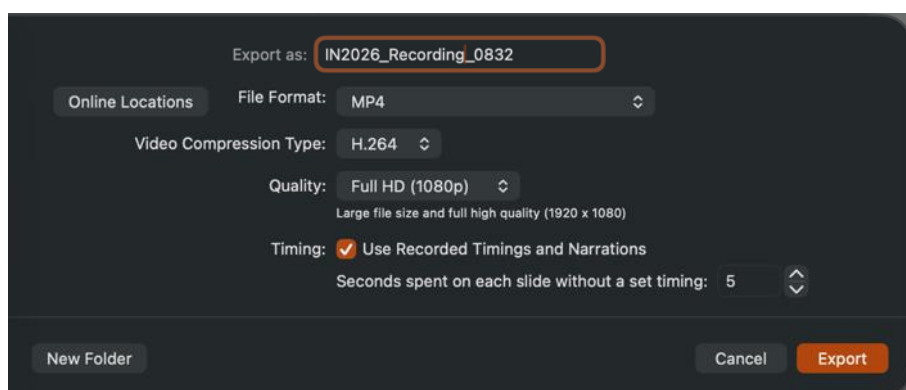 Export as: IN2026_Recording_0832
Online Locations File Format: MP4
Video Compression Type: H.264
Quality: Full HD (1080p)
Large file size and full high quality (1920 x 1080)
Timing: Use Recorded Timings and Narrations
Seconds spent on each slide without a set timing: 5
New Folder Cancel Export